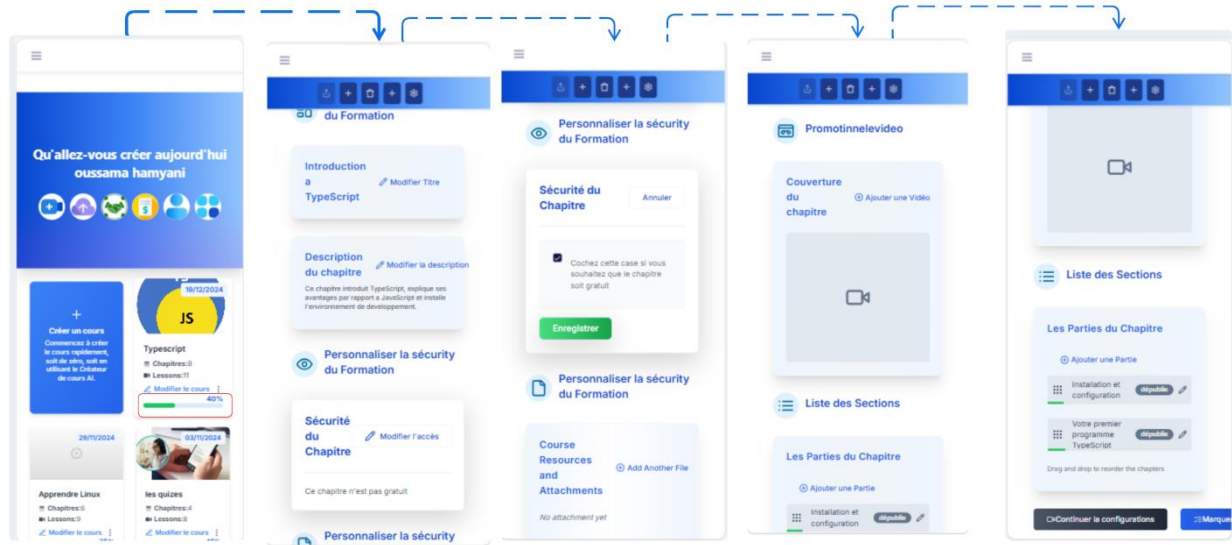 Qu'allez-vous créer aujourd'hui
oussama hamyani
+
Créer un cours
Commencez à créer
le cours rapidement,
soit de zéro, soit en
utilisant le Créateur
de cours AI.
19/12/2024
JS
Typescript
Chapitres:8
Lessons:11
Modifier le cours
40%
29/11/2024
Apprendre Linux
Chapitres:6
Lessons:9
Modifier le cours
03/11/2024
les quizes
Chapitres:4
Lessons:8
Modifier le cours
du Formation
Introduction
a
TypeScript
Modifier Titre
Description
du chapitre
Modifier la description
Ce chapitre introduit TypeScript, explique ses
avantages par rapport a JavaScript et installe
l'environnement de developpement.
Personnaliser la sécurity
du Formation
Sécurité
du
Chapitre
Modifier l'accès
Ce chapitre n'est pas gratuit
Personnaliser la sécurity
Personnaliser la sécurity
du Formation
Sécurité du
Chapitre
Annuler
Cochez cette case si vous
souhaitez que le chapitre
soit gratuit
Enregistrer
Personnaliser la sécurity
du Formation
Course
Resources
and
Attachments
Add Another File
No attachment yet
Promotinnelevideo
Couverture
du
chapitre
Ajouter une Vidéo
Liste des Sections
Les Parties du Chapitre
Ajouter une Partie
Installation et
configuration
dépublie
Liste des Sections
Les Parties du Chapitre
Ajouter une Partie
Installation et
configuration
dépublie
Votre premier
programme
TypeScript
dépublie
Drag and drop to reorder the chapters
Continuer la configurations
Marque